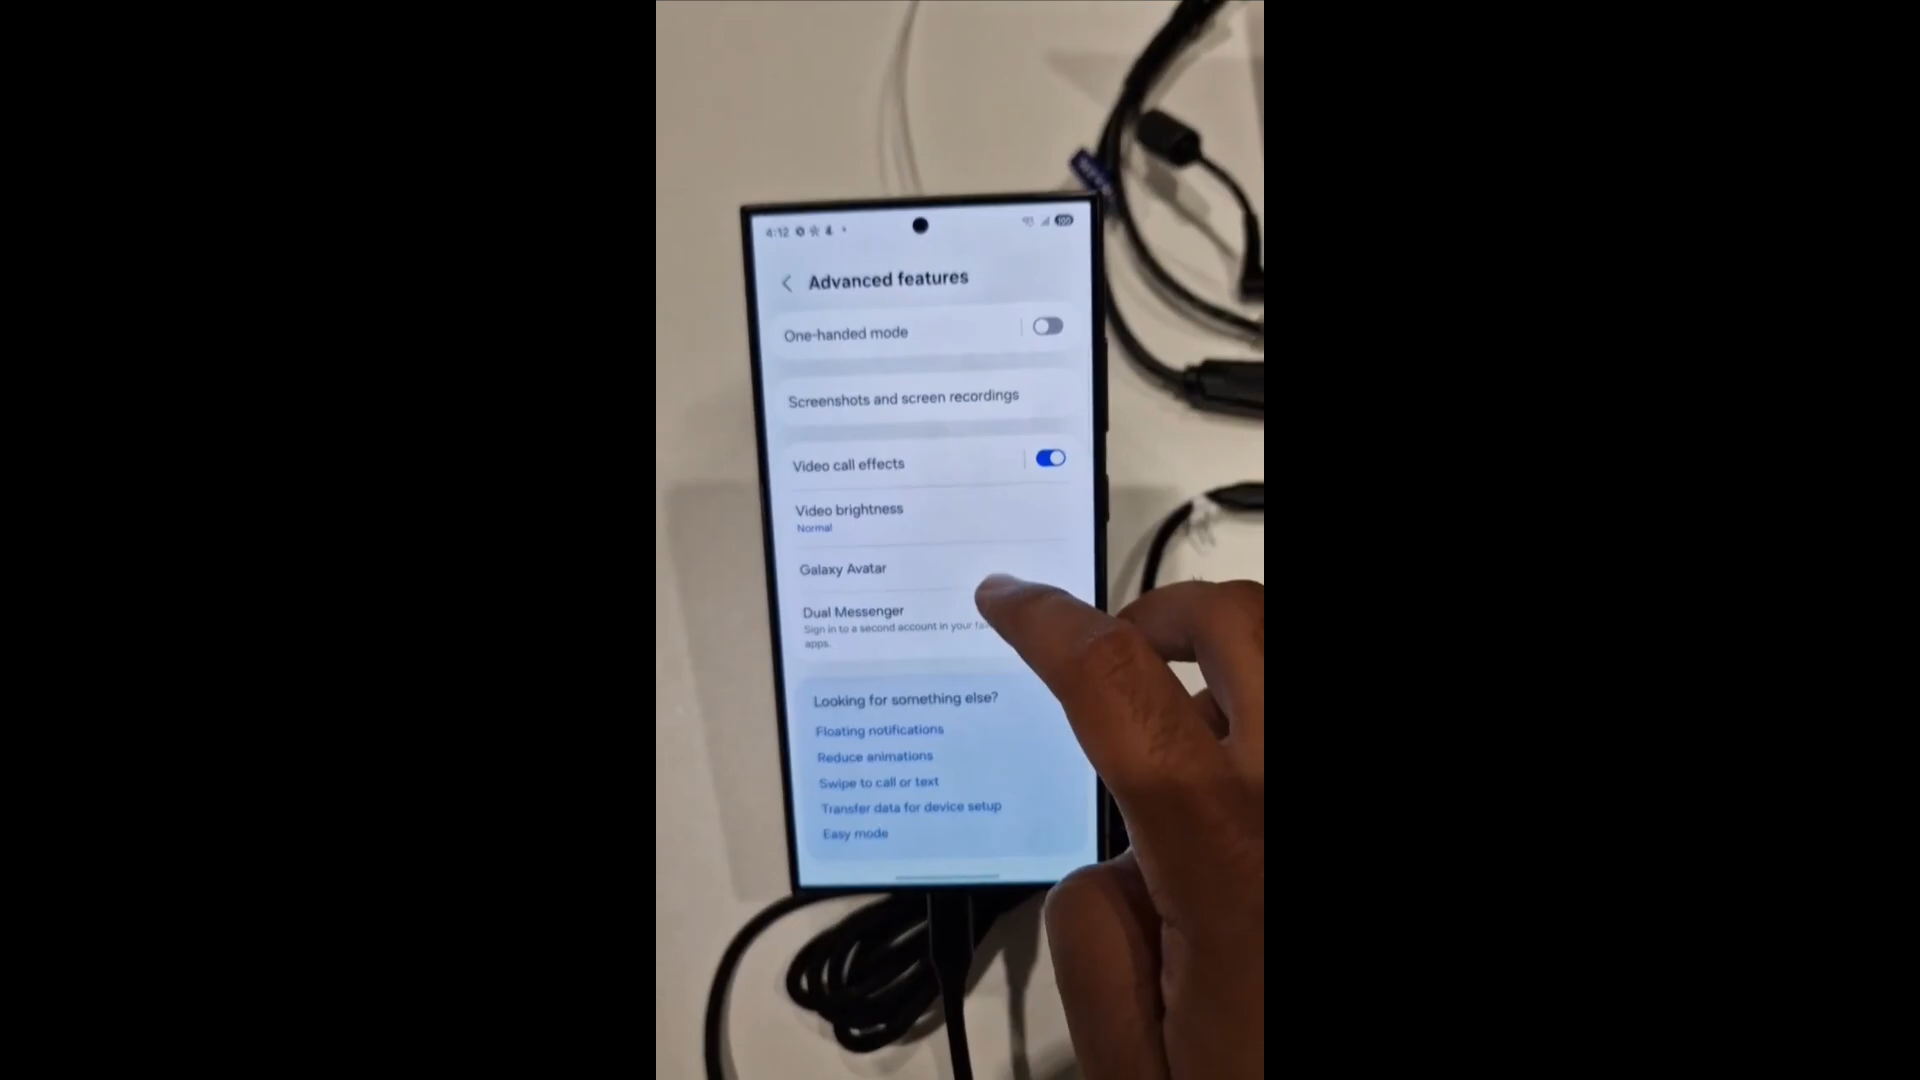 4:12
100
Advanced features
One-handed mode
Screenshots and screen recordings
Video call effects
Video brightness
Normal
Galaxy Avatar
Dual Messenger
Sign in to a second account in your
apps.
Looking for something else?
Floating notifications
Reduce animations
Swipe to call or text
Transfer data for device setup
Easy mode